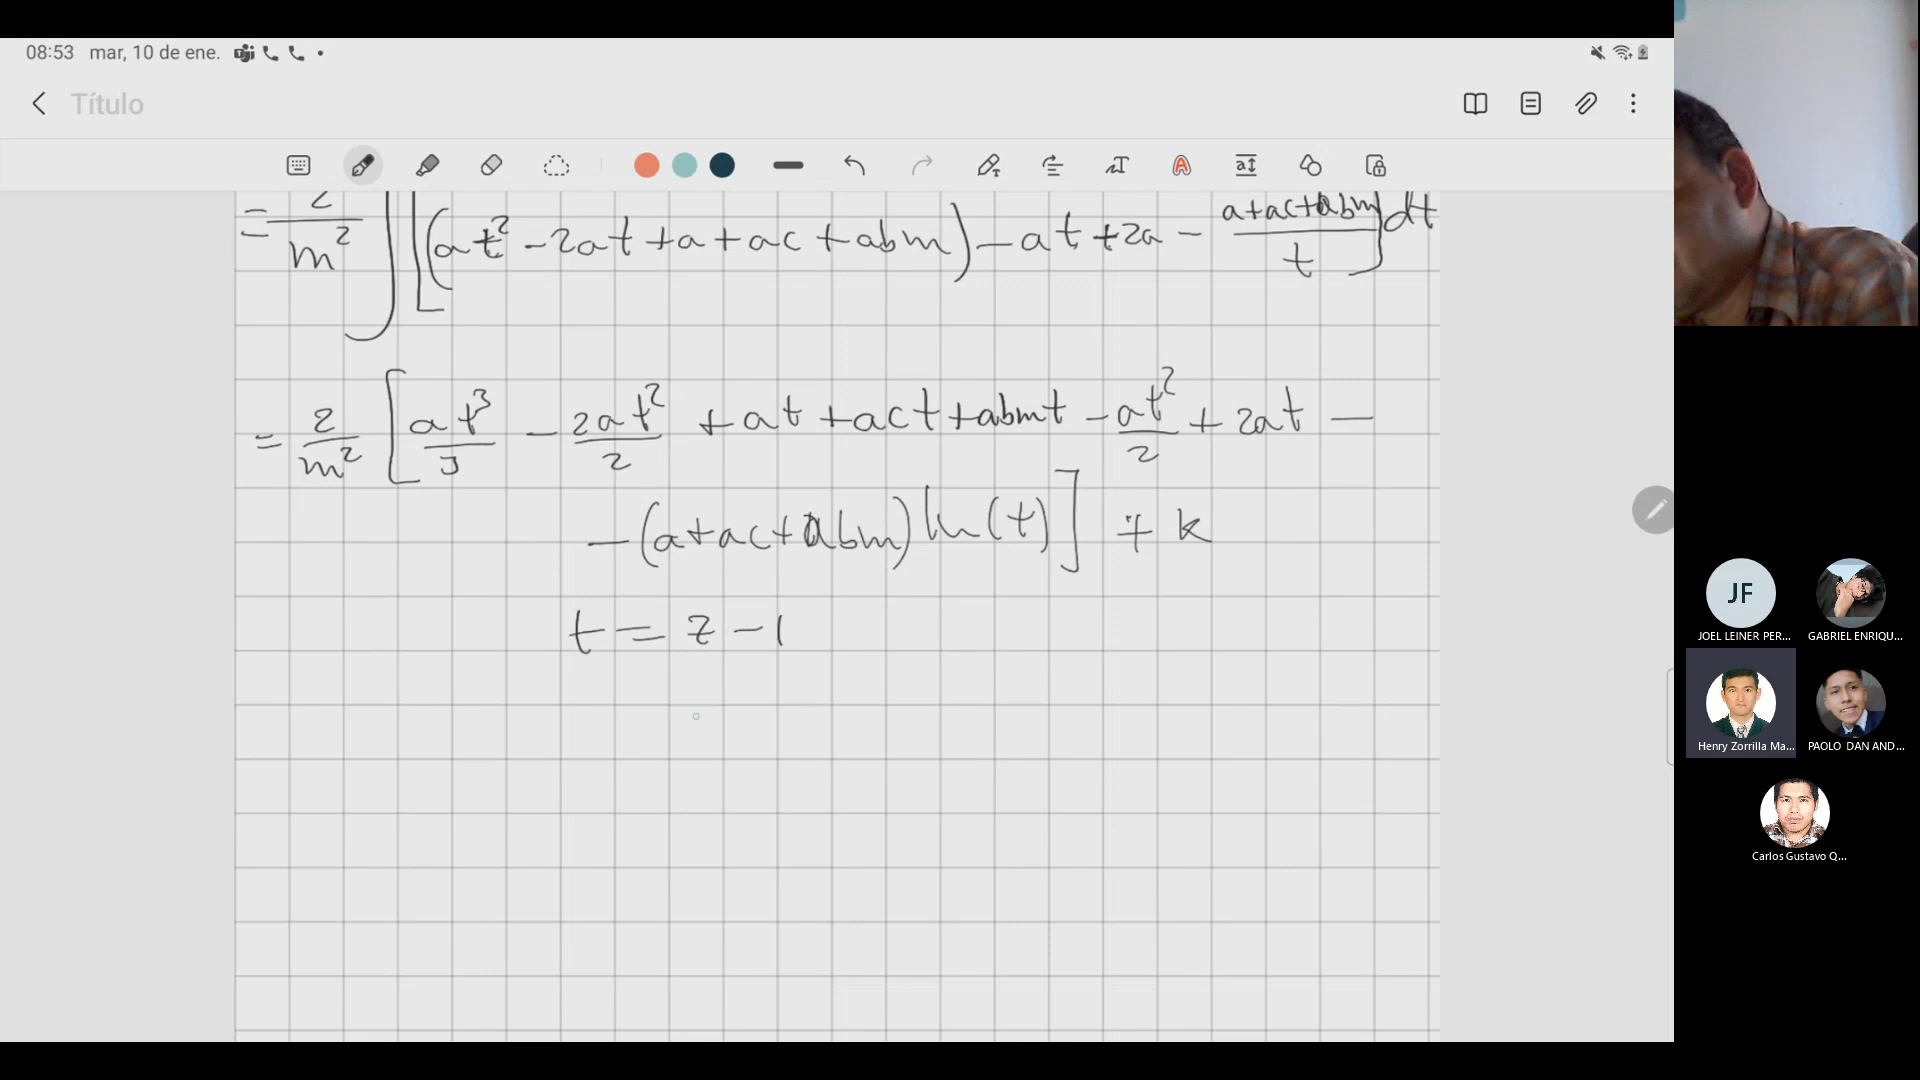 08:53 mar, 10 de ene.
Título
= 2/m² ∫ [(at² - 2at + a + ac + abm) - at + 2a - (a+ac+abm)/t] dt
= 2/m² [at³/3 - 2at²/2 + at + act + abmt - at²/2 + 2at -
- (a+ac+abm) ln(t)] + k
t = z - 1
JF
JOEL LEINER PER...
GABRIEL ENRIQU...
Henry Zorrilla Ma...
PAOLO DAN AND...
Carlos Gustavo Q...